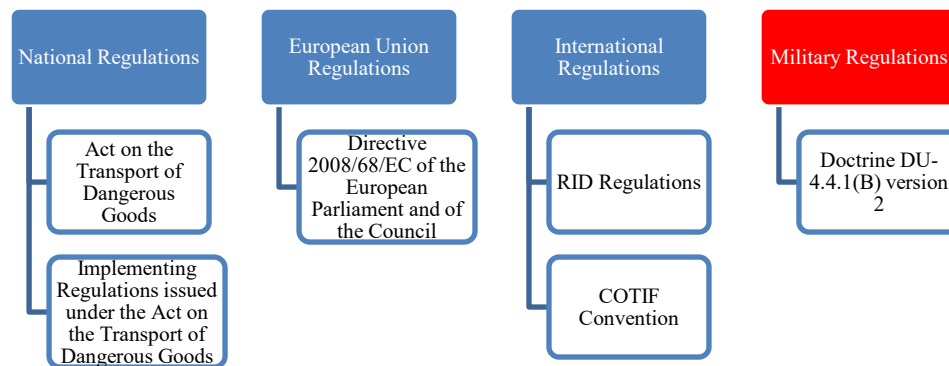 National Regulations
Act on the
Transport of
Dangerous
Goods
Implementing
Regulations issued
under the Act on
the Transport of
Dangerous Goods
European Union
Regulations
Directive
2008/68/EC of the
European
Parliament and of
the Council
International
Regulations
RID Regulations
COTIF
Convention
Military Regulations
Doctrine DU-
4.4.1(B) version
2